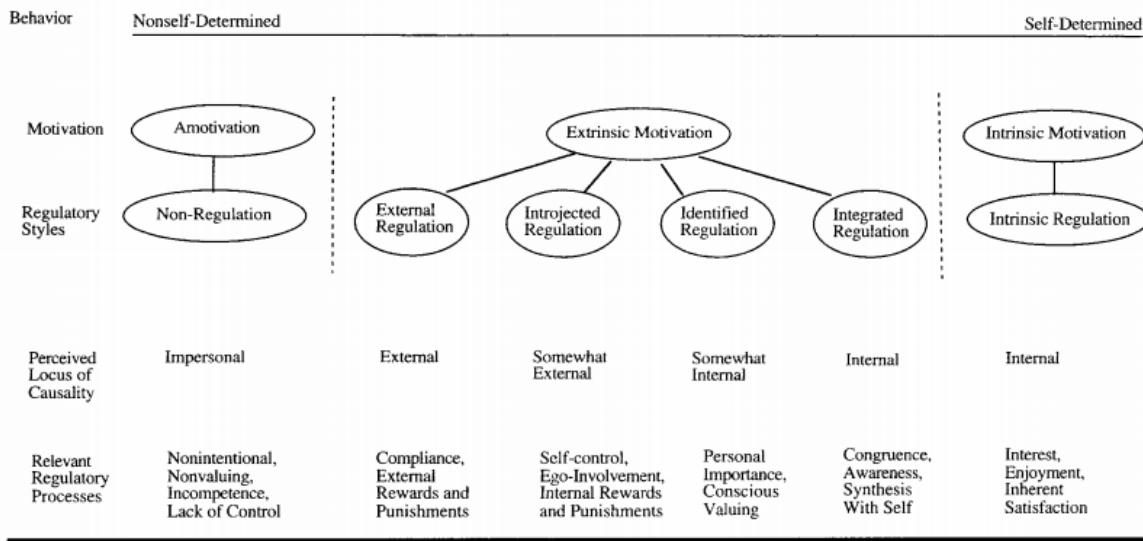 Behavior Nonself-Determined Self-Determined
Motivation Amotivation Extrinsic Motivation Intrinsic Motivation
Regulatory
Styles
Non-Regulation
External
Regulation
Introjected
Regulation
Identified
Regulation
Integrated
Regulation
Intrinsic Regulation
Perceived
Locus of
Causality
Impersonal
External
Somewhat
External
Somewhat
Internal
Internal
Internal
Relevant
Regulatory
Processes
Nonintentional,
Nonvaluing,
Incompetence,
Lack of Control
Compliance,
External
Rewards and
Punishments
Self-control,
Ego-Involvement,
Internal Rewards
and Punishments
Personal
Importance,
Conscious
Valuing
Congruence,
Awareness,
Synthesis
With Self
Interest,
Enjoyment,
Inherent
Satisfaction